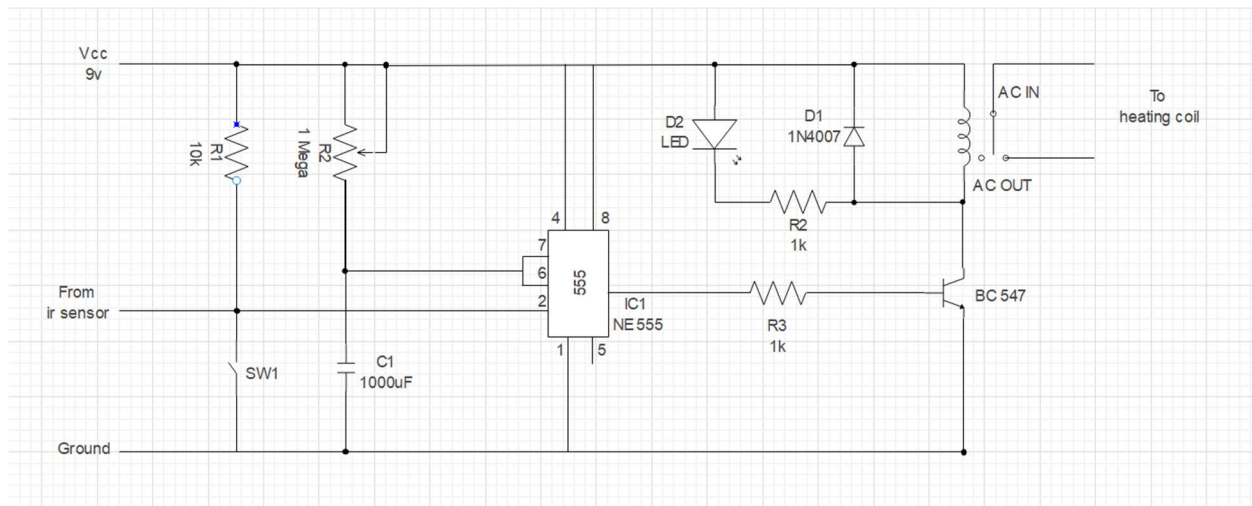 Vcc
9v
R1
10k
R2
1 Mega
From
ir sensor
SW1
C1
1000uF
Ground
4
8
7
6
2
555
1
5
IC1
NE 555
D2
LED
D1
1N4007
R2
1k
R3
1k
BC 547
AC IN
AC OUT
To
heating coil